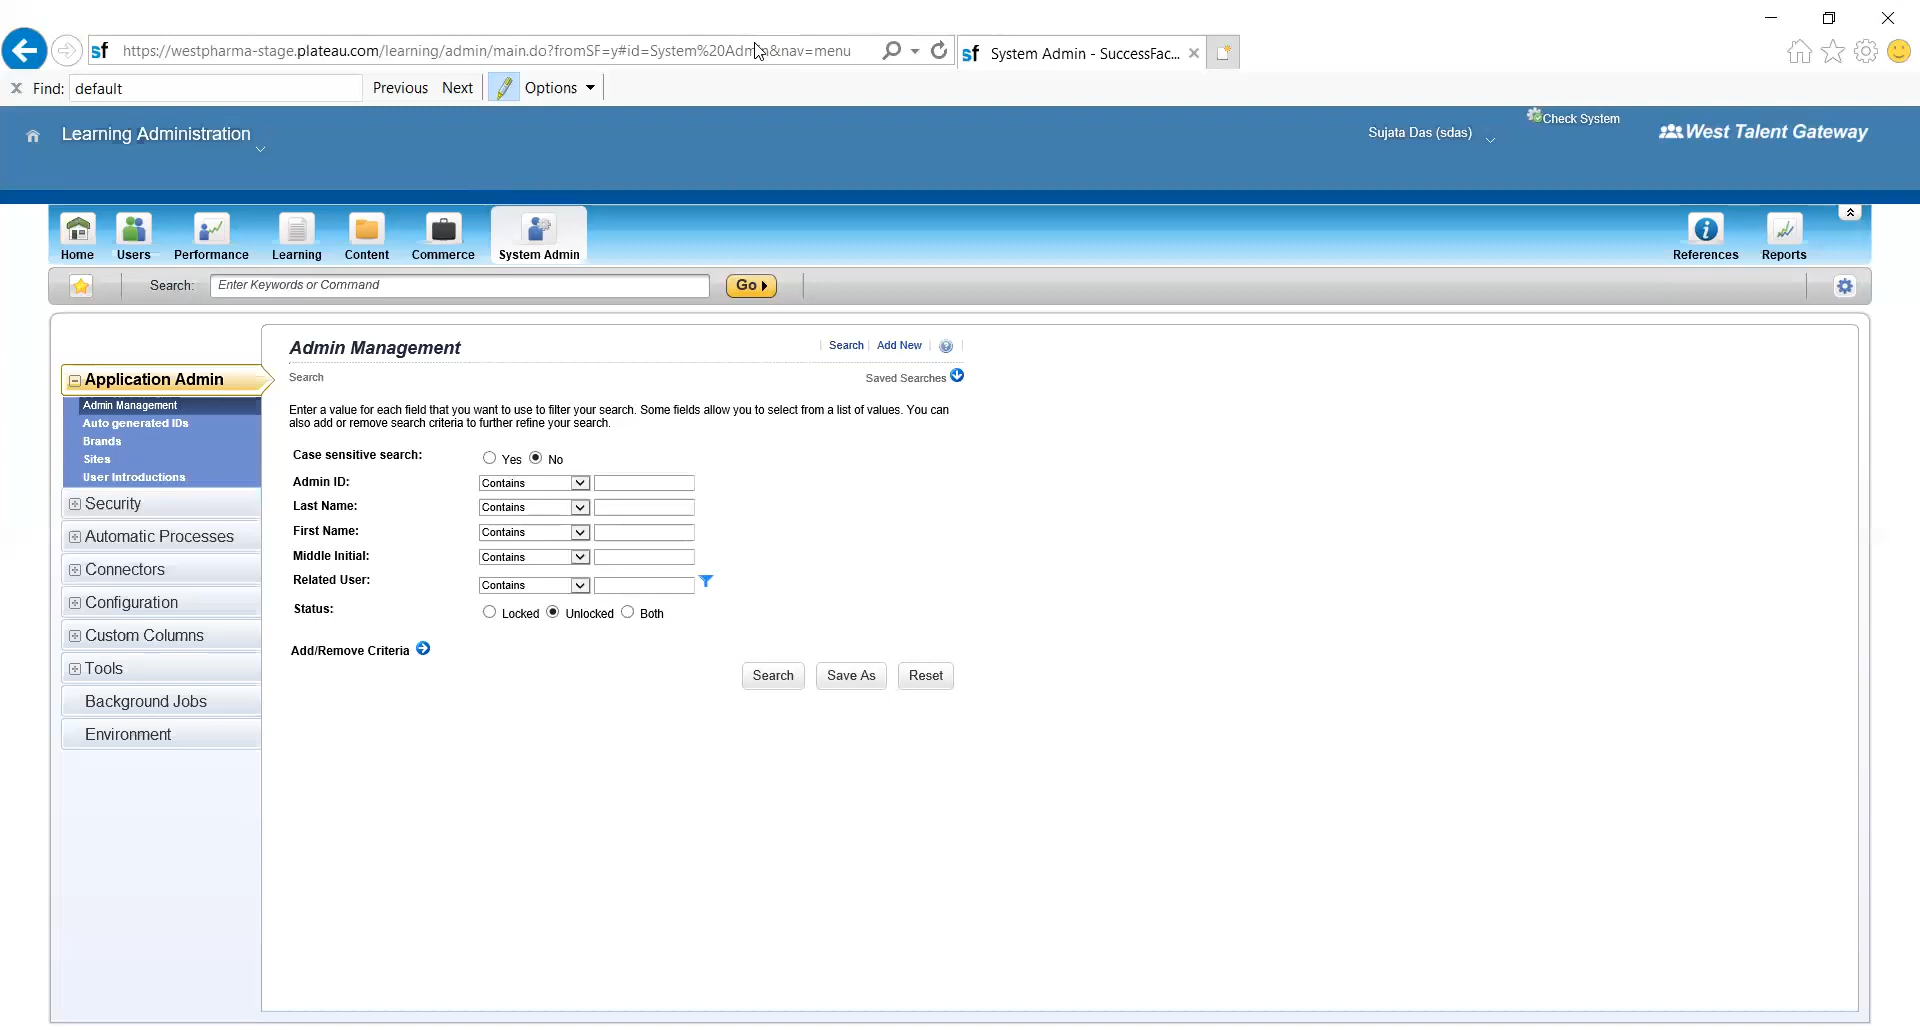 sf https://westpharma-stage.plateau.com/learning/admin/main.do?fromSF=y#id=System%20Admin&nav=menu
sf System Admin - SuccessFac...
x Find: default Previous Next Options
Learning Administration
Sujata Das (sdas)
Check System
West Talent Gateway
Home Users Performance Learning Content Commerce System Admin References Reports
Search: Enter Keywords or Command Go
Application Admin
Admin Management
Auto generated IDs
Brands
Sites
User Introductions
Security
Automatic Processes
Connectors
Configuration
Custom Columns
Tools
Background Jobs
Environment
Admin Management
Search Add New ?
Search
Saved Searches
Enter a value for each field that you want to use to filter your search. Some fields allow you to select from a list of values. You can
also add or remove search criteria to further refine your search.
Case sensitive search: Yes No
Admin ID: Contains
Last Name: Contains
First Name: Contains
Middle Initial: Contains
Related User: Contains
Status: Locked Unlocked Both
Add/Remove Criteria
Search Save As Reset